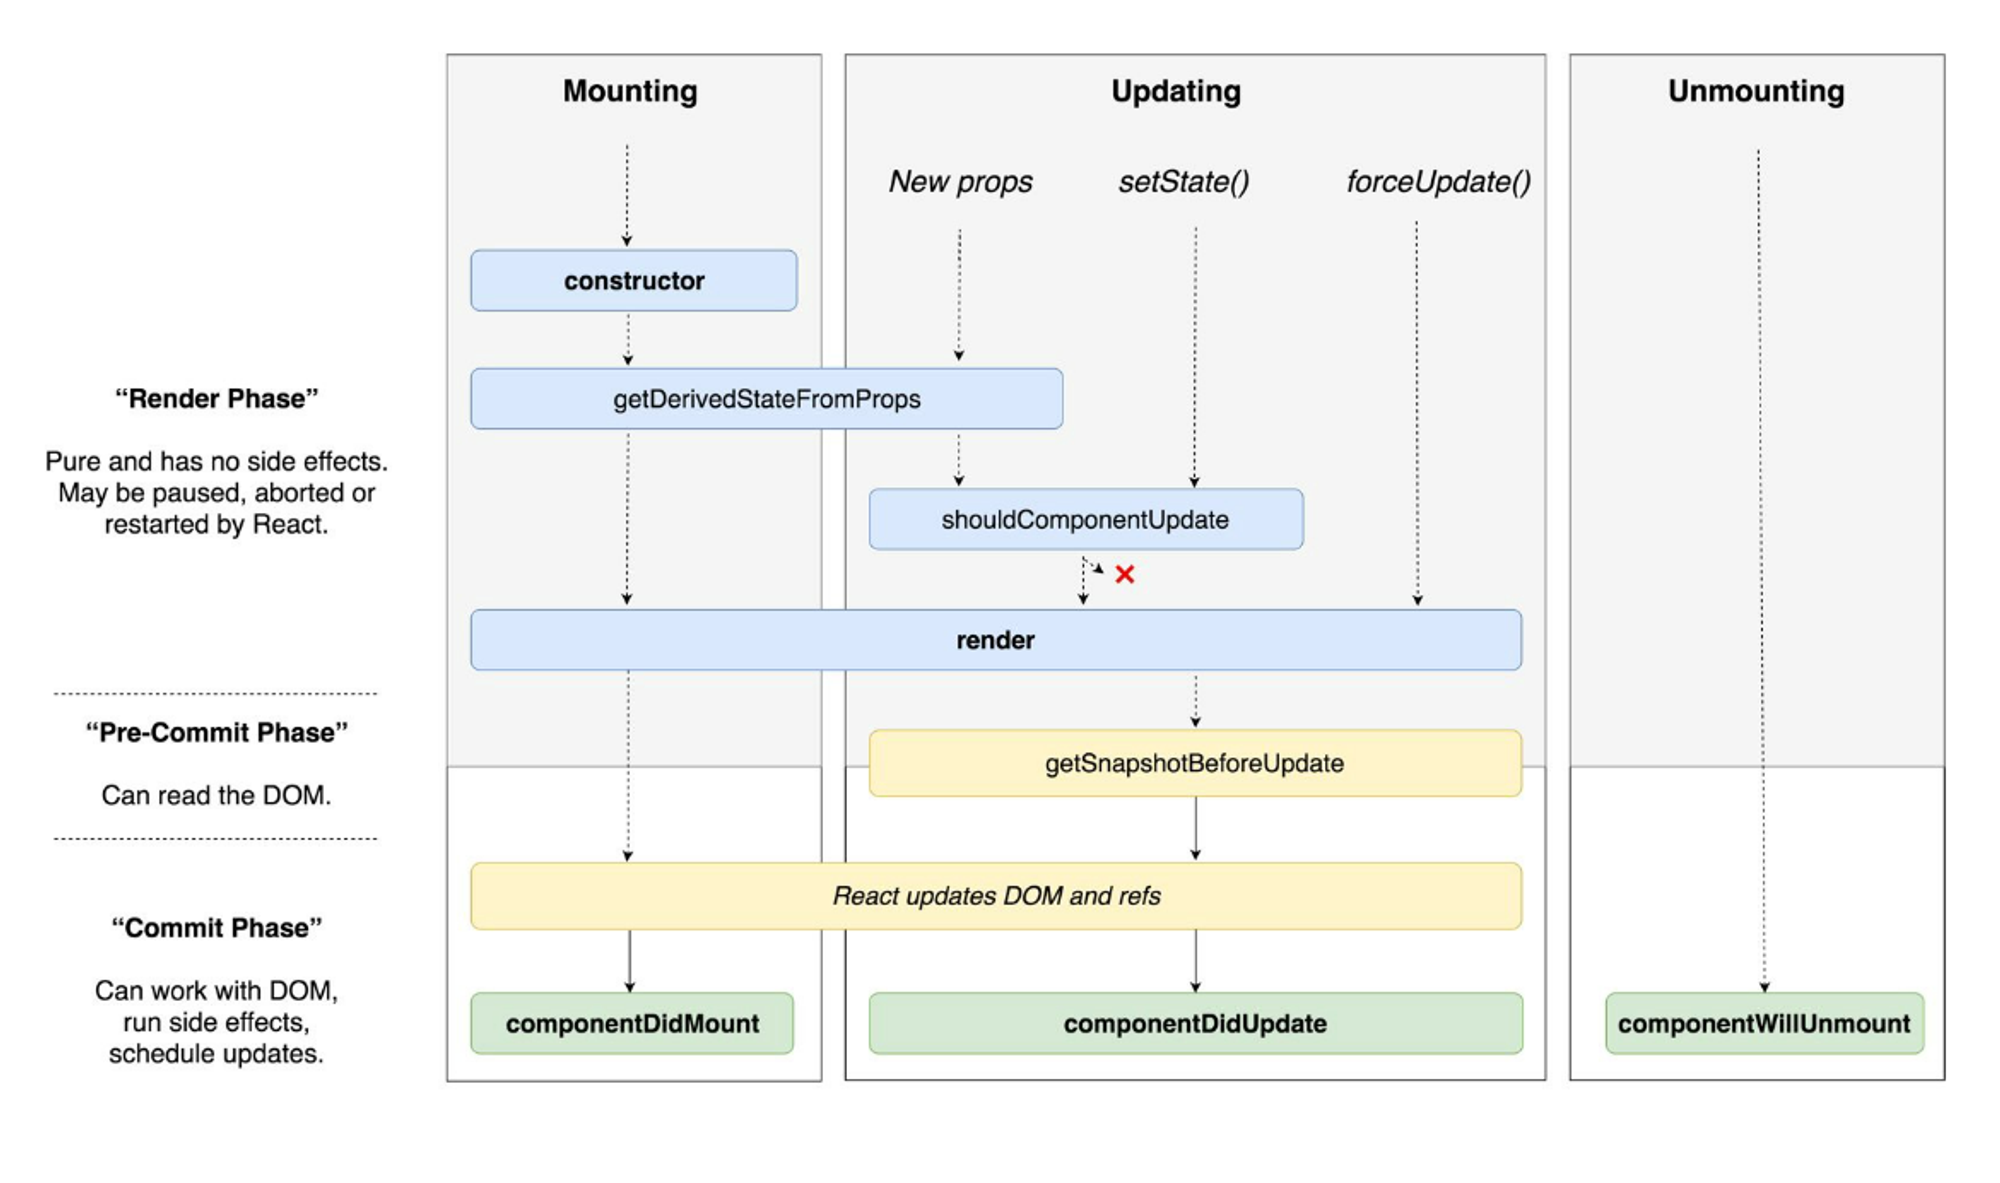 Mounting
Updating
Unmounting
New props
setState()
forceUpdate()
constructor
getDerivedStateFromProps
shouldComponentUpdate
render
getSnapshotBeforeUpdate
React updates DOM and refs
componentDidMount
componentDidUpdate
componentWillUnmount
“Render Phase”
Pure and has no side effects.
May be paused, aborted or
restarted by React.
“Pre-Commit Phase”
Can read the DOM.
“Commit Phase”
Can work with DOM,
run side effects,
schedule updates.